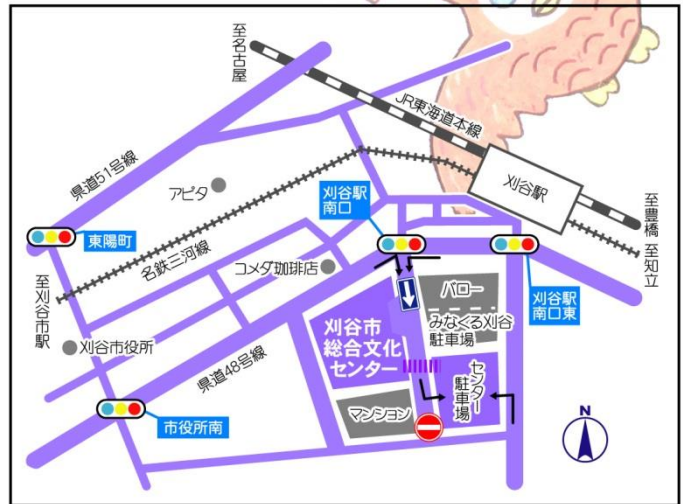 至名古屋
JR東海道本線
県道51号線
アピタ
刈谷駅
至豊橋
至知立
刈谷駅
南口
東陽町
名鉄三河線
コメダ珈琲店
至刈谷市駅
バロー
みなくる刈谷
駐車場
刈谷駅
南口東
刈谷市
総合文化
センター
刈谷市役所
県道48号線
センター
駐車場
マンション
市役所南
N